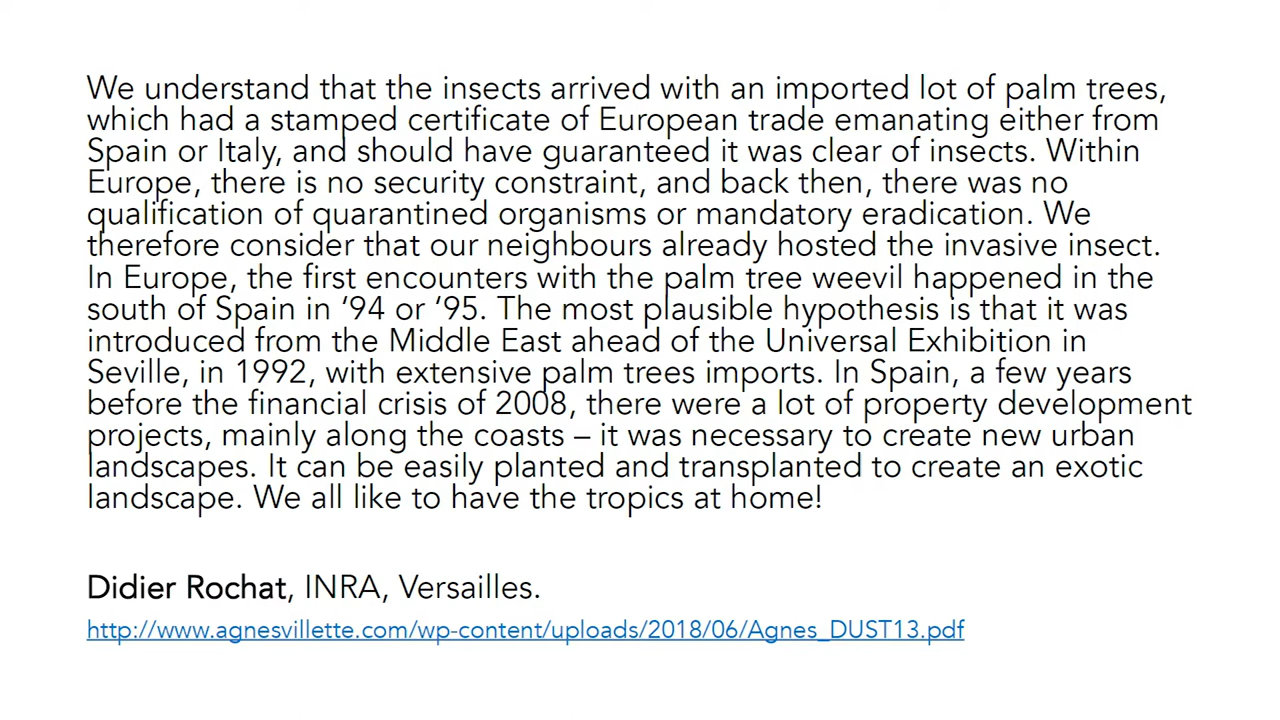 We understand that the insects arrived with an imported lot of palm trees,
which had a stamped certificate of European trade emanating either from
Spain or Italy, and should have guaranteed it was clear of insects. Within
Europe, there is no security constraint, and back then, there was no
qualification of quarantined organisms or mandatory eradication. We
therefore consider that our neighbours already hosted the invasive insect.
In Europe, the first encounters with the palm tree weevil happened in the
south of Spain in ‘94 or ‘95. The most plausible hypothesis is that it was
introduced from the Middle East ahead of the Universal Exhibition in
Seville, in 1992, with extensive palm trees imports. In Spain, a few years
before the financial crisis of 2008, there were a lot of property development
projects, mainly along the coasts – it was necessary to create new urban
landscapes. It can be easily planted and transplanted to create an exotic
landscape. We all like to have the tropics at home!
Didier Rochat, INRA, Versailles.
http://www.agnesvillette.com/wp-content/uploads/2018/06/Agnes_DUST13.pdf